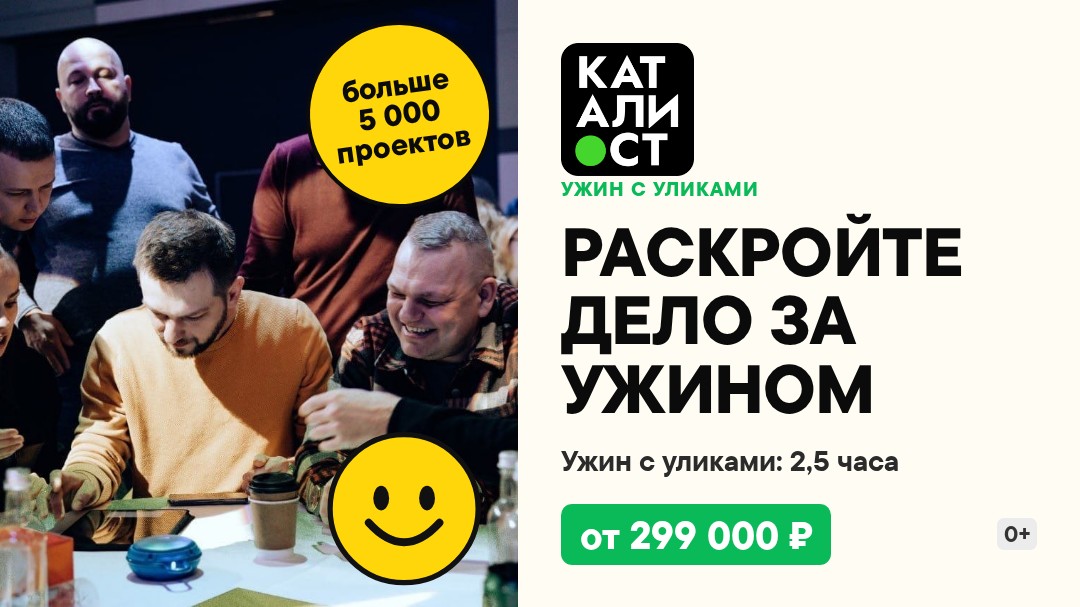 больше
5 000
проектов
КАТ
АЛИ
СТ
УЖИН С УЛИКАМИ
РАСКРОЙТЕ
ДЕЛО ЗА
УЖИНОМ
Ужин с уликами: 2,5 часа
от 299 000 ₽
0+